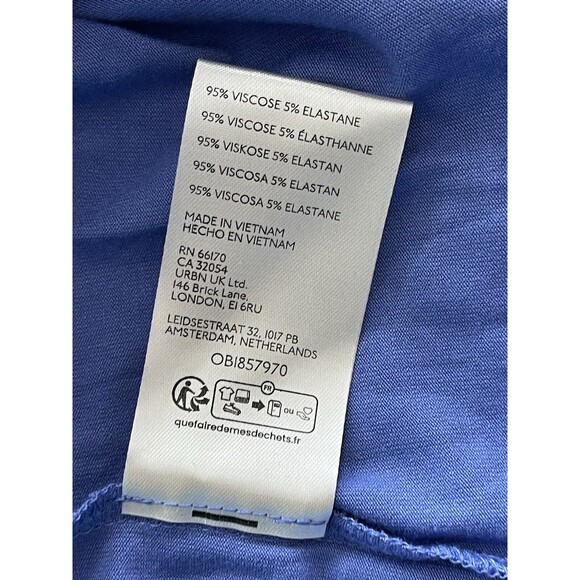 95% VISCOSE 5% ELASTANE
95% VISCOSE 5% ÉLASTHANNE
95% VISKOSE 5% ELASTAN
95% VISCOSA 5% ELASTAN
95% VISCOSA 5% ELASTANE
MADE IN VIETNAM
HECHO EN VIETNAM
RN 66170
CA 32054
URBN UK Ltd.
146 Brick Lane,
LONDON, E1 6RU
LEIDSESTRAAT 32, 1017 PB
AMSTERDAM, NETHERLANDS
OB1857970
FR
ou
quefairedemesdechets.fr